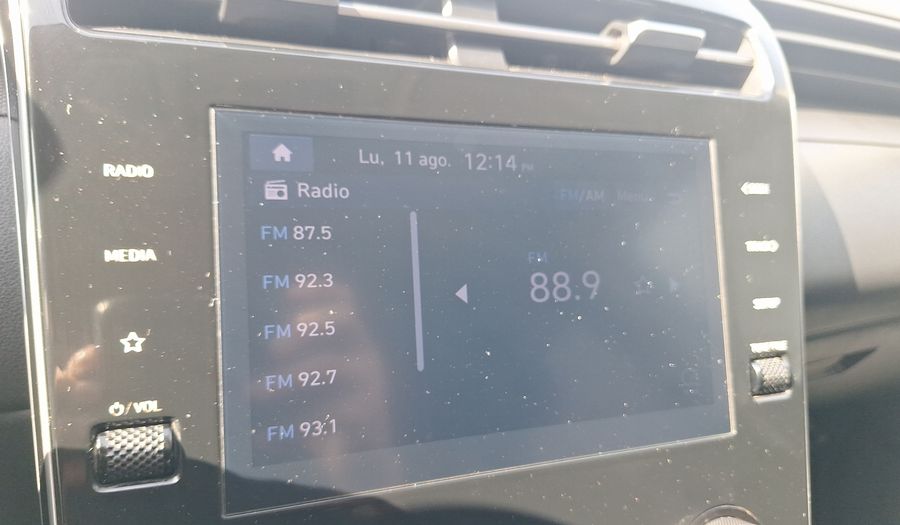 RADIO
MEDIA
⏻/VOL
Lu, 11 ago. 12:14 PM
Radio
FM/AM
FM 87.5
FM 92.3
FM 92.5
FM 92.7
FM 93.1
FM
88.9